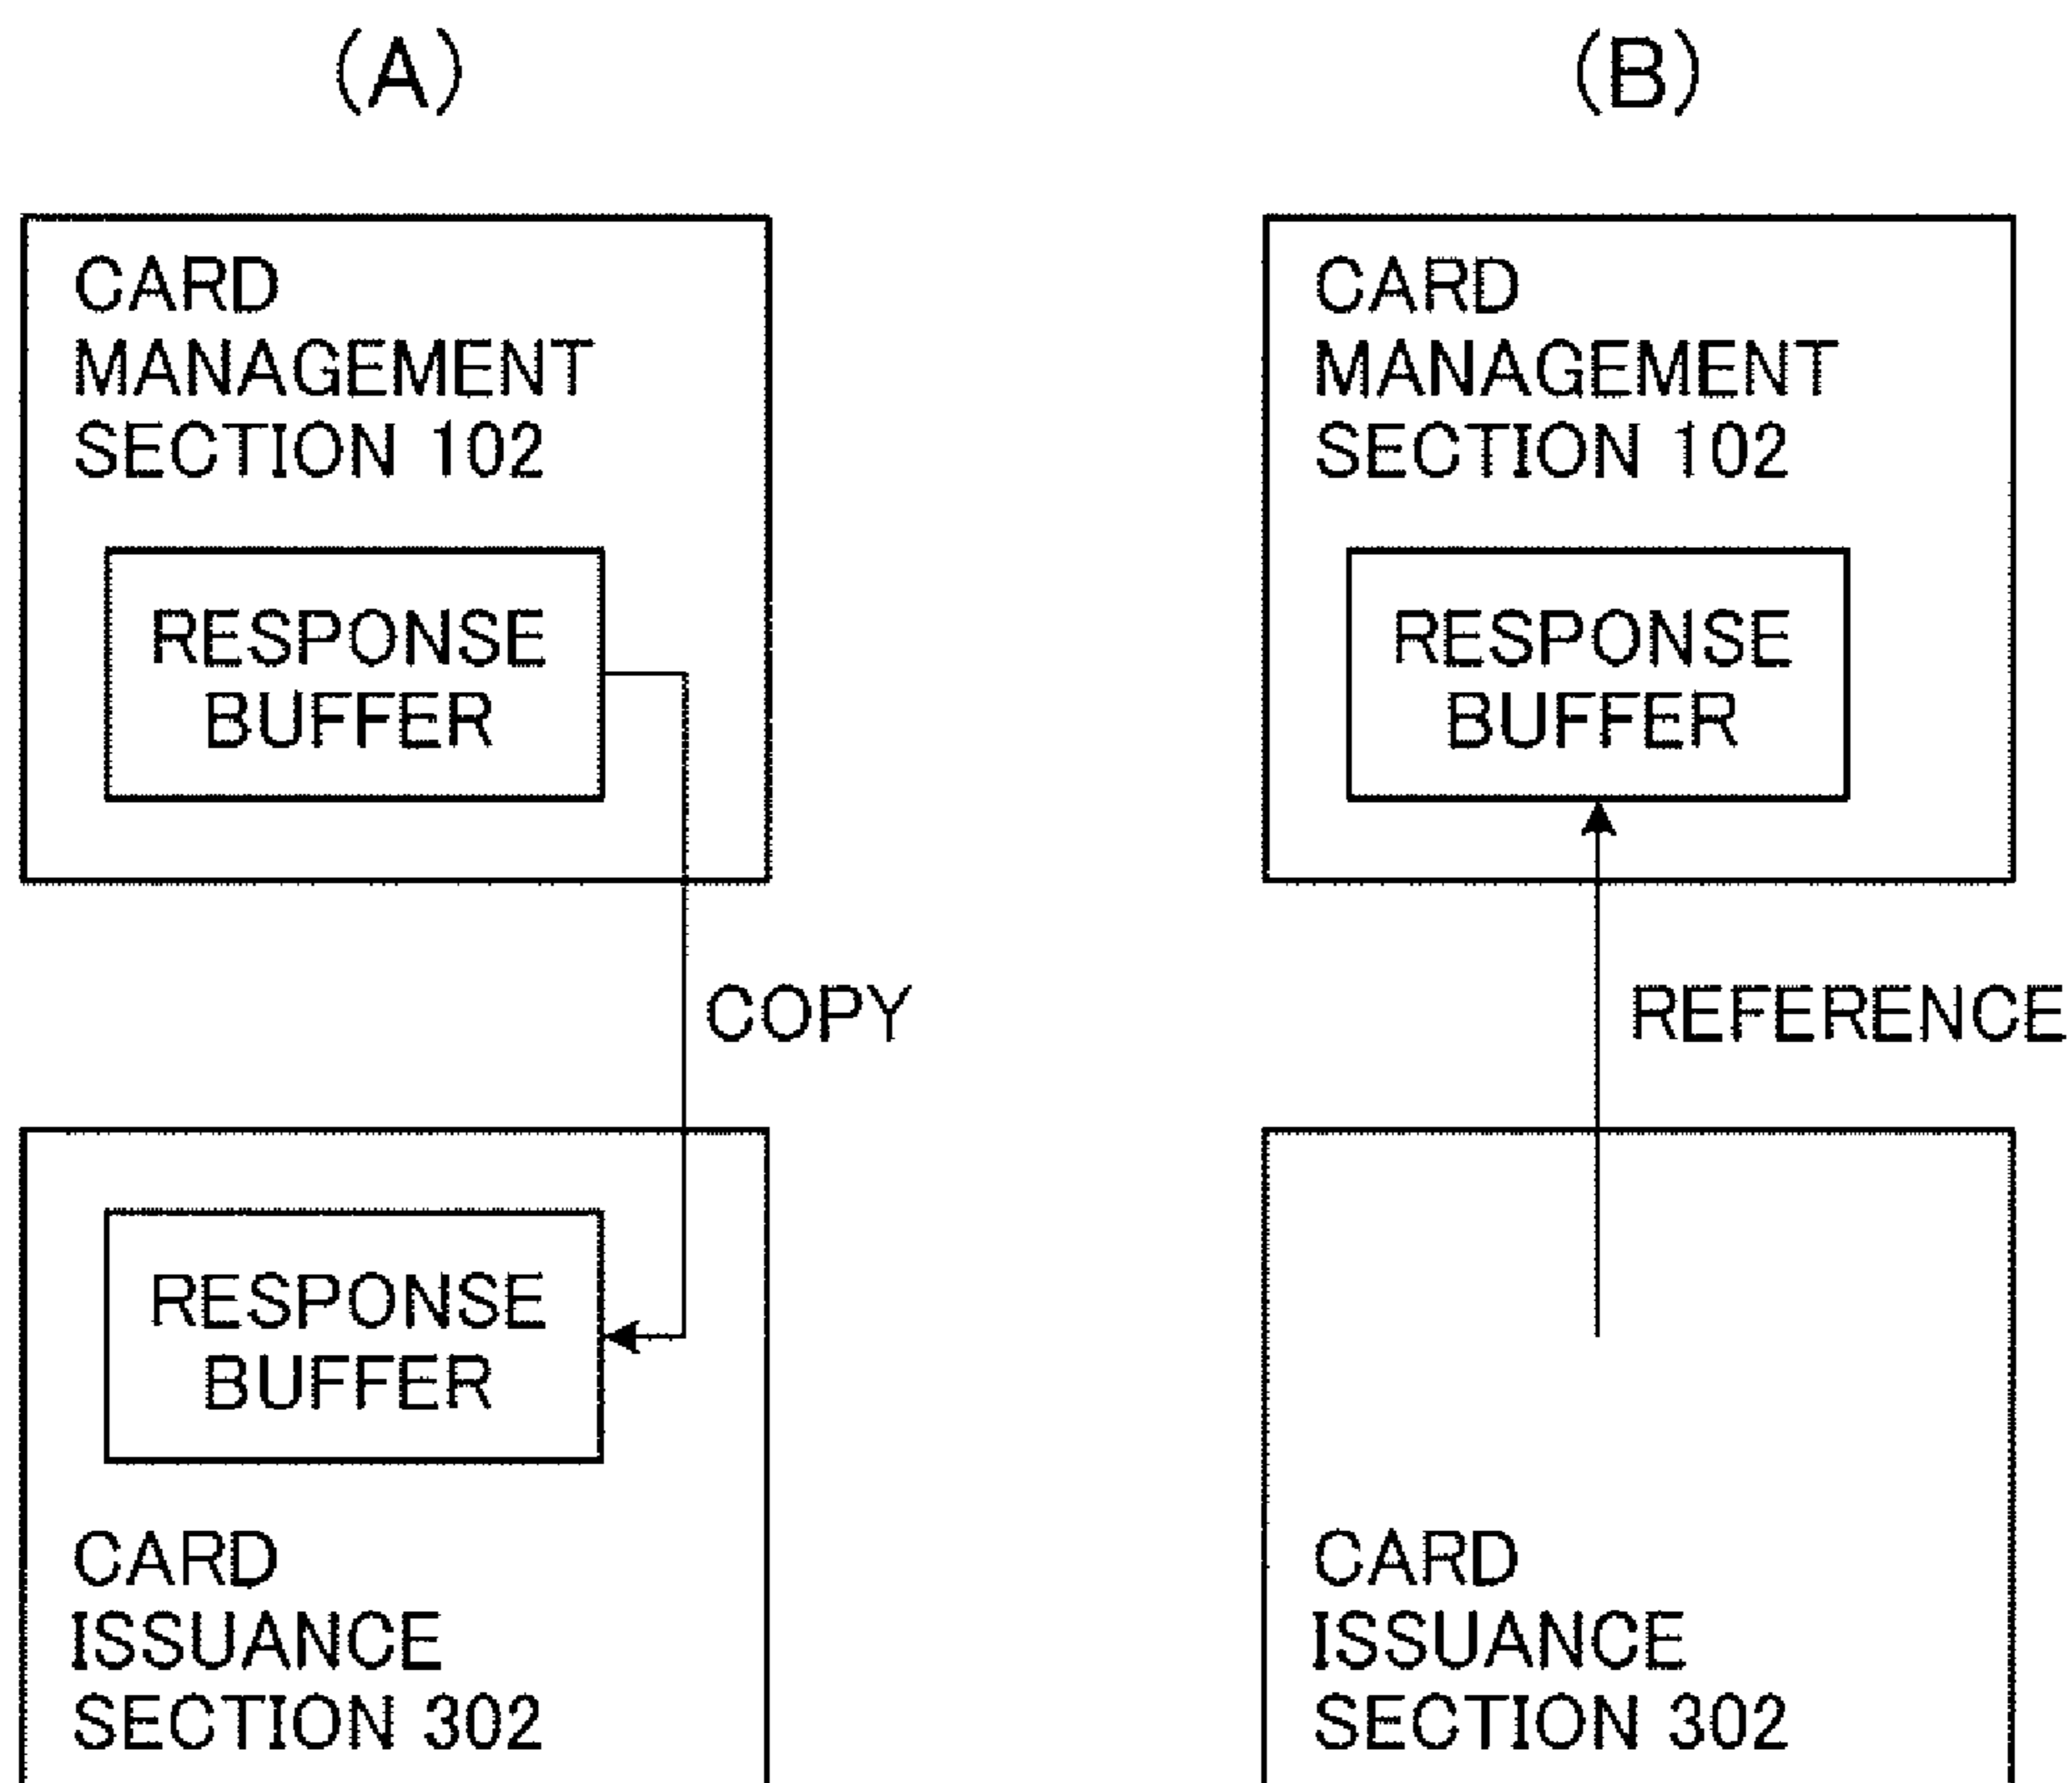 (A)
CARD
MANAGEMENT
SECTION 102
RESPONSE
BUFFER
COPY
RESPONSE
BUFFER
CARD
ISSUANCE
SECTION 302
(B)
CARD
MANAGEMENT
SECTION 102
RESPONSE
BUFFER
REFERENCE
CARD
ISSUANCE
SECTION 302